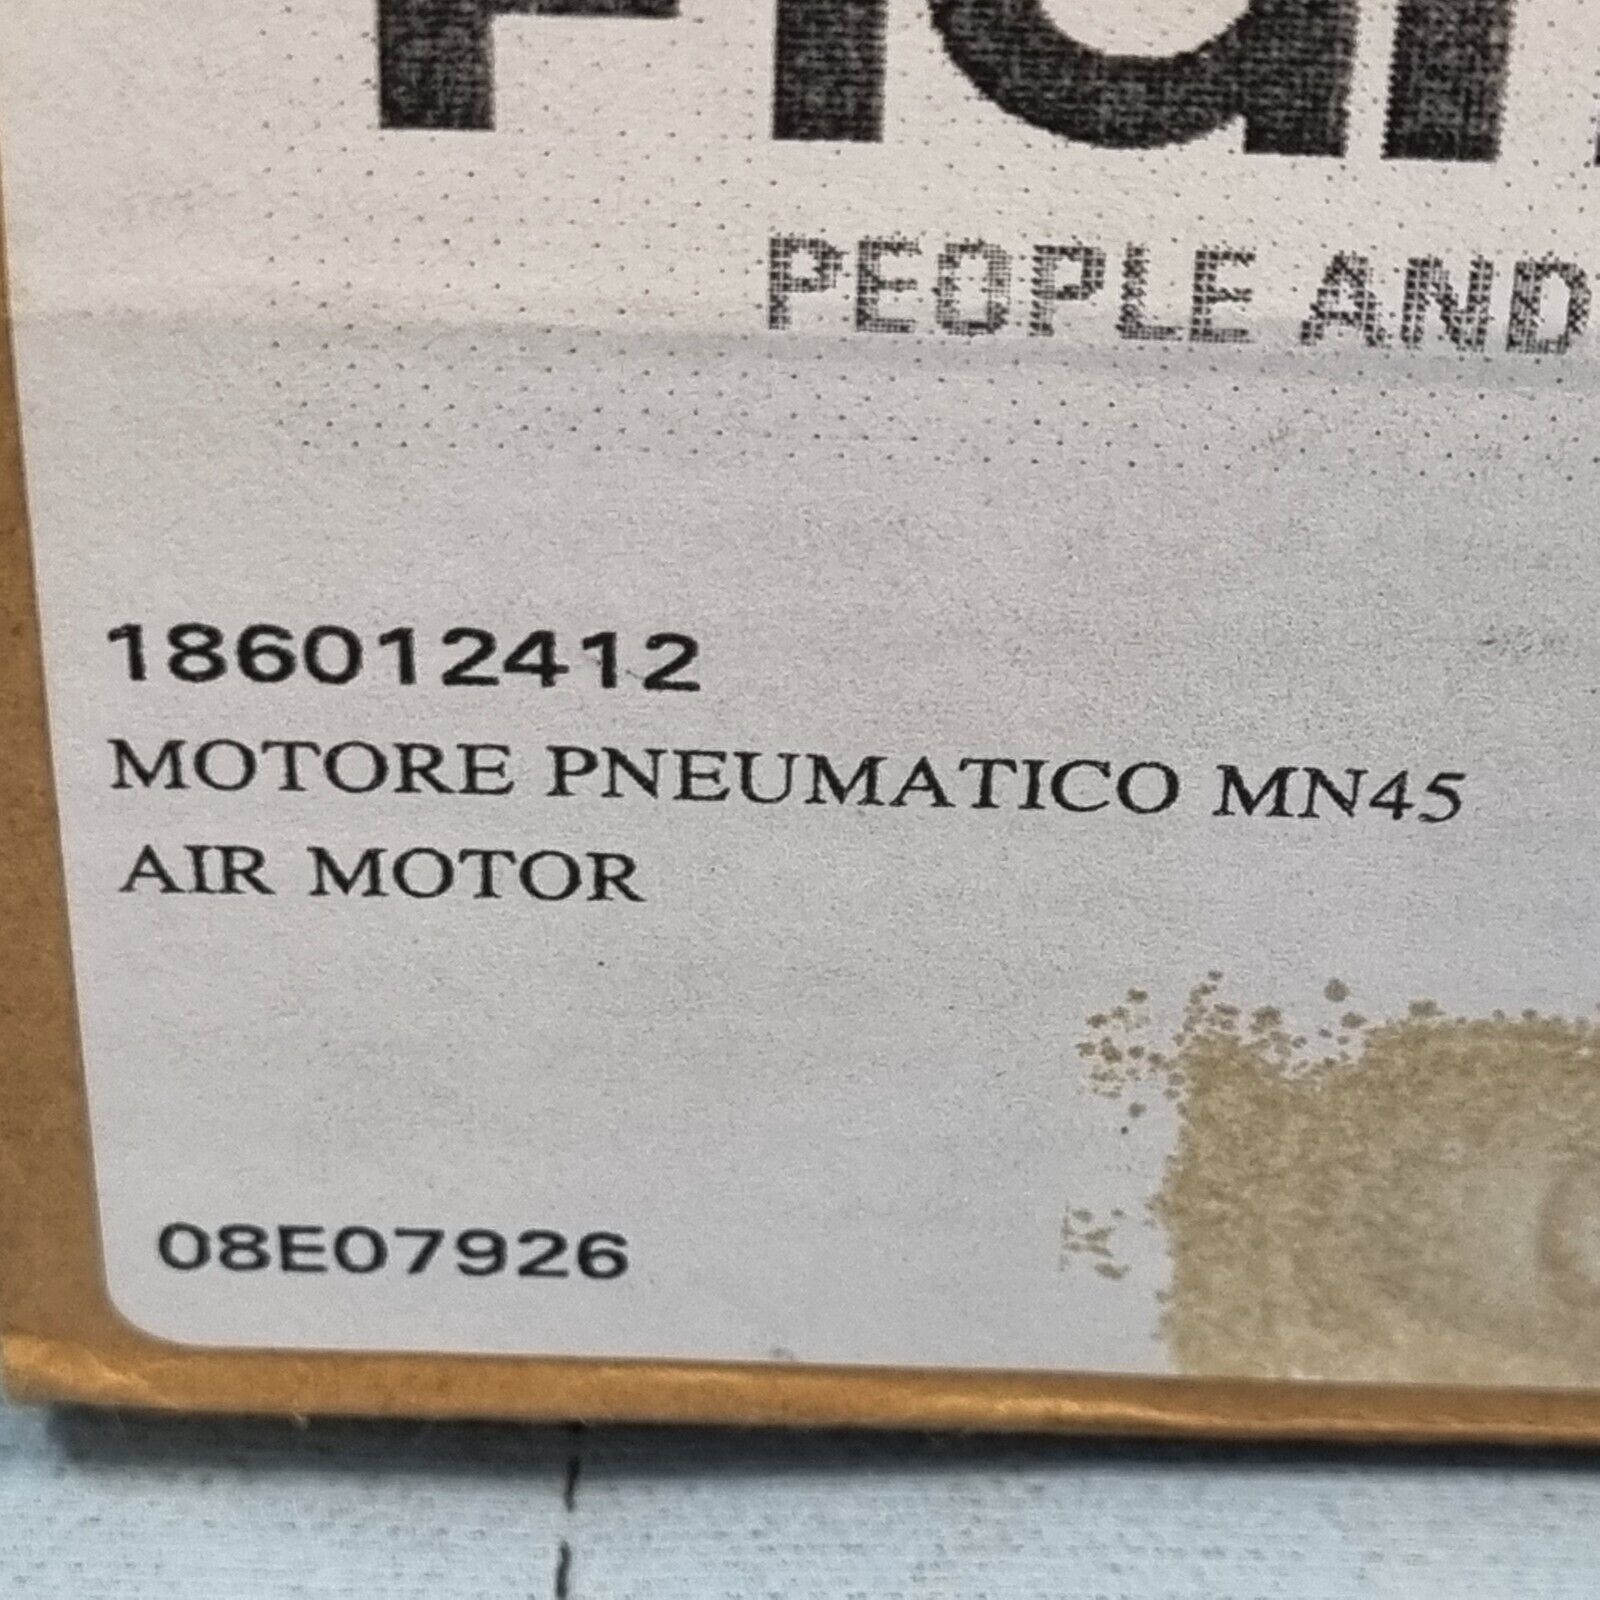 PEOPLE AND
186012412
MOTORE PNEUMATICO MN45
AIR MOTOR
08E07926